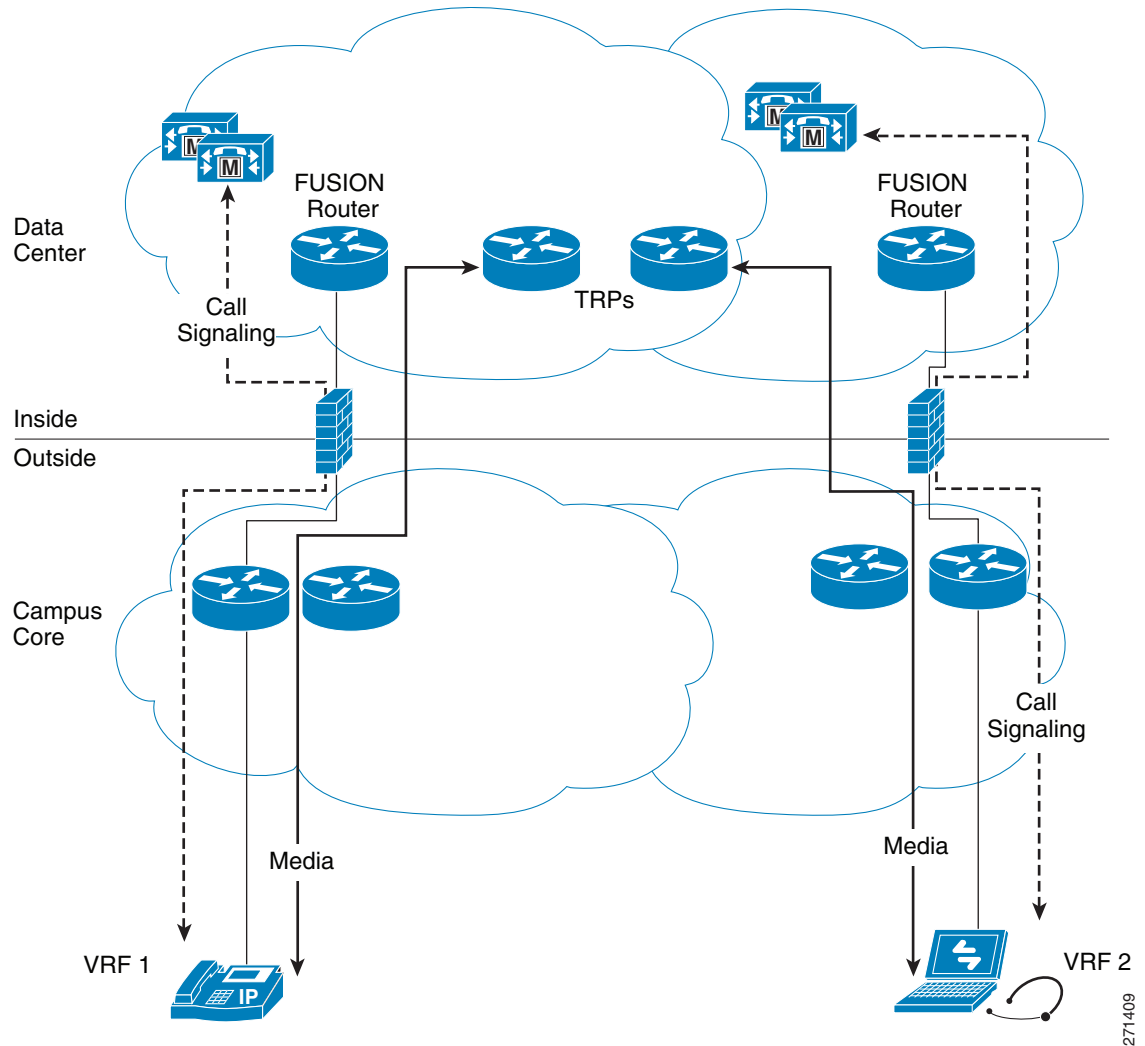 M
M
M
M
FUSION
Router
FUSION
Router
Data
Center
TRPs
Call
Signaling
Inside
Outside
Campus
Core
Call
Signaling
Media
Media
VRF 1
IP
VRF 2
271409